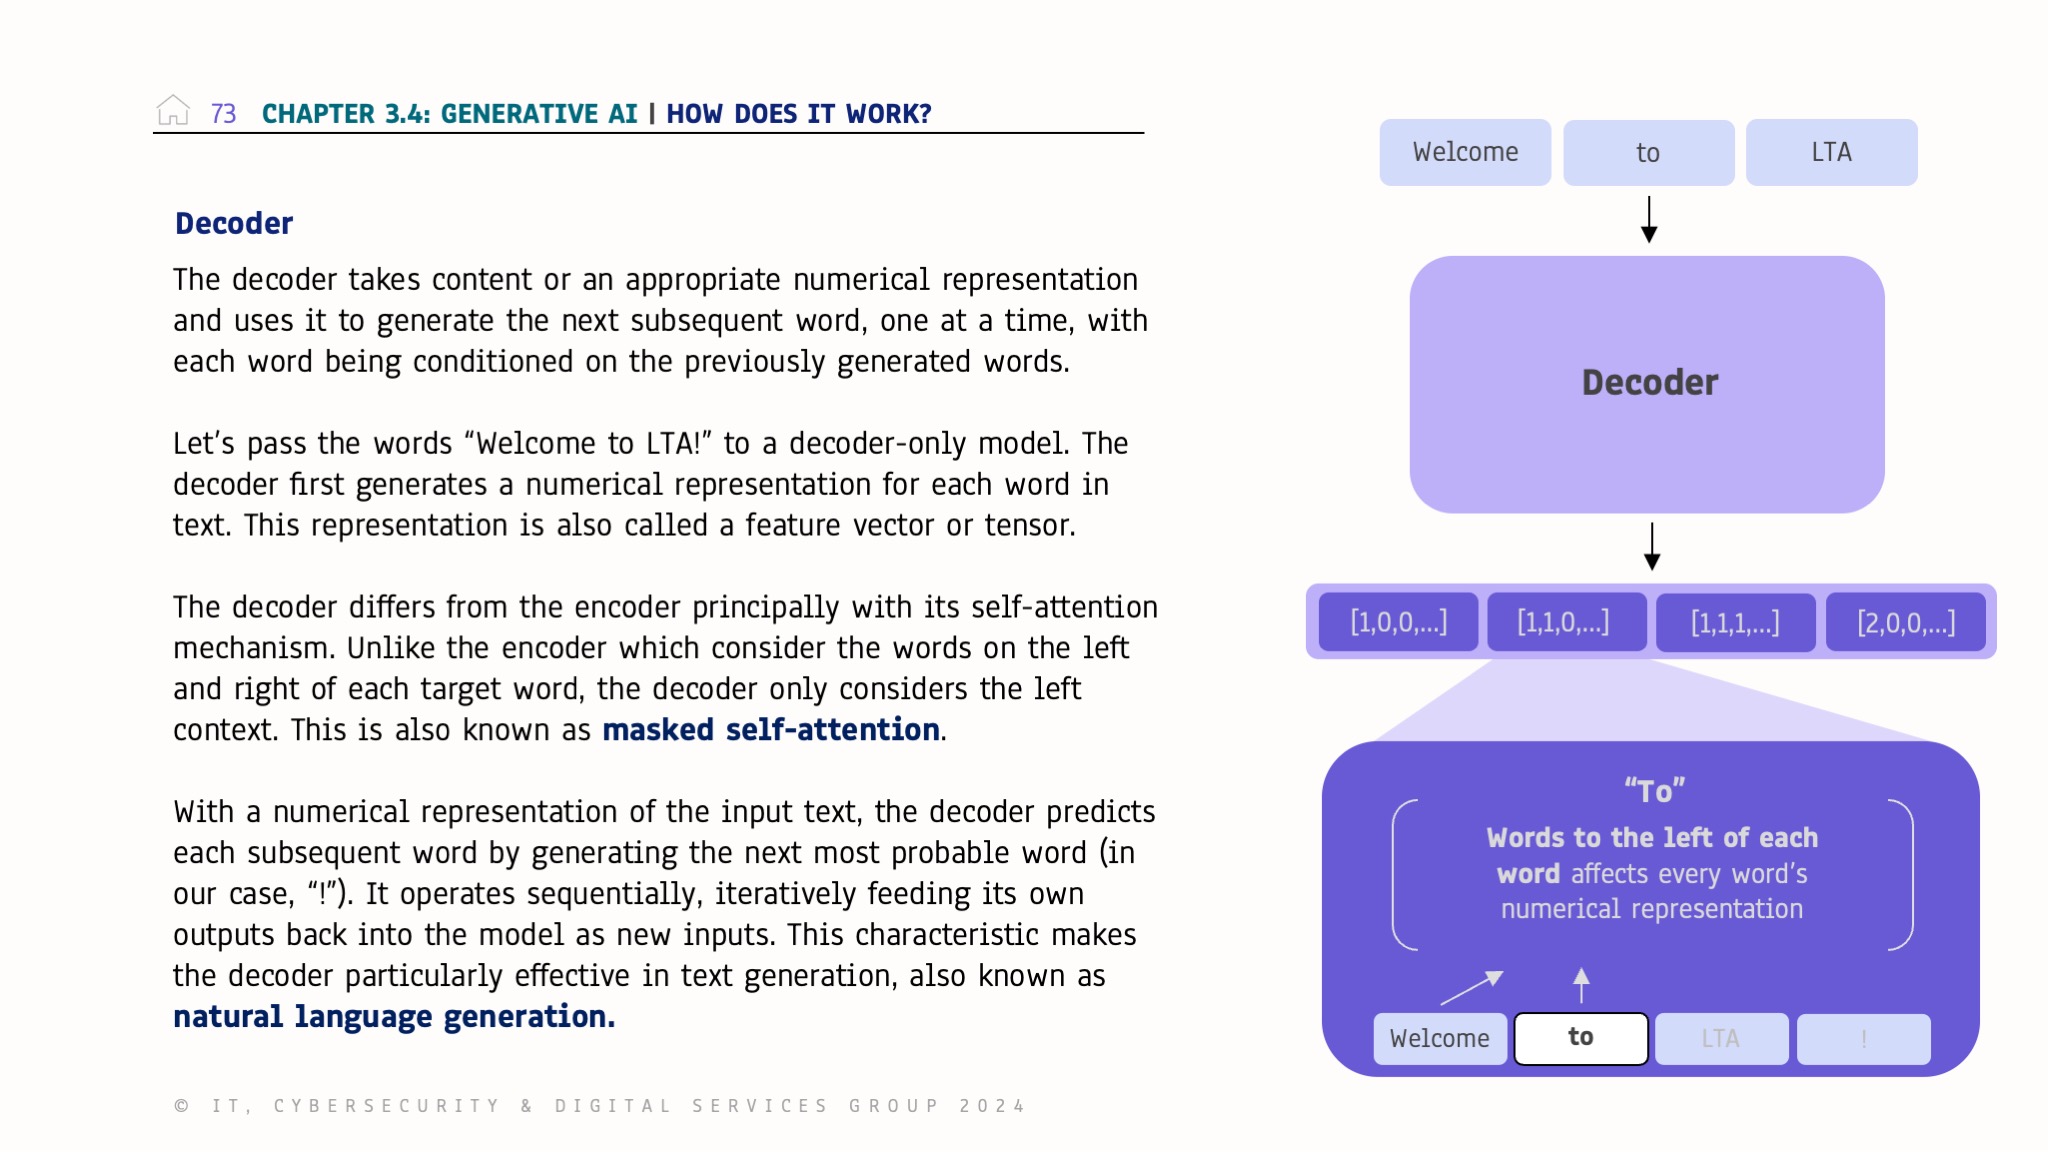 73 CHAPTER 3.4: GENERATIVE AI | HOW DOES IT WORK?
Decoder
The decoder takes content or an appropriate numerical representation
and uses it to generate the next subsequent word, one at a time, with
each word being conditioned on the previously generated words.
Let’s pass the words “Welcome to LTA!” to a decoder-only model. The
decoder first generates a numerical representation for each word in
text. This representation is also called a feature vector or tensor.
The decoder differs from the encoder principally with its self-attention
mechanism. Unlike the encoder which consider the words on the left
and right of each target word, the decoder only considers the left
context. This is also known as masked self-attention.
With a numerical representation of the input text, the decoder predicts
each subsequent word by generating the next most probable word (in
our case, “!”). It operates sequentially, iteratively feeding its own
outputs back into the model as new inputs. This characteristic makes
the decoder particularly effective in text generation, also known as
natural language generation.
© IT, CYBERSECURITY & DIGITAL SERVICES GROUP 2024
Welcome to LTA
Decoder
[1,0,0,...] [1,1,0,...] [1,1,1,...] [2,0,0,...]
“To”
Words to the left of each
word affects every word’s
numerical representation
Welcome to LTA !